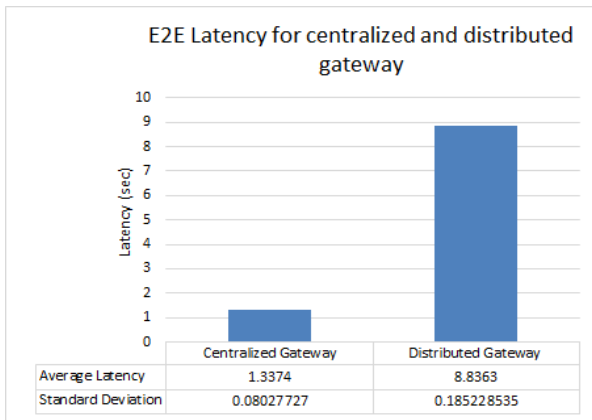 E2E Latency for centralized and distributed
gateway
10
9
8
7
6
5
4
3
2
1
0
Latency (sec)
Centralized Gateway Distributed Gateway
Average Latency 1.3374 8.8363
Standard Deviation 0.08027727 0.185228535